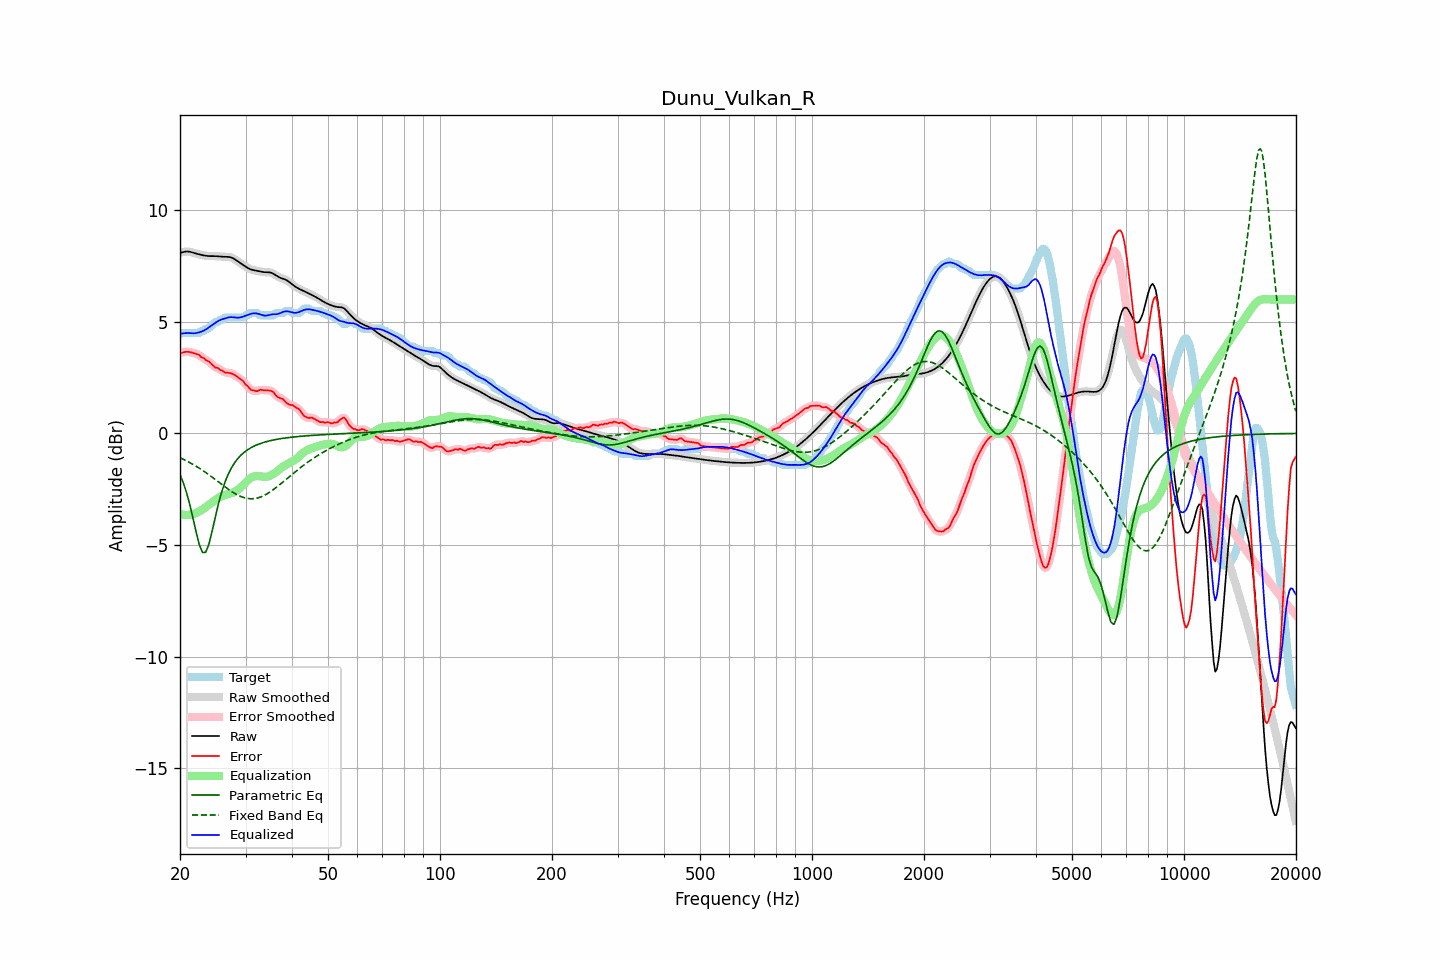 Dunu_Vulkan_R
Amplitude (dBr)
10
5
0
−5
−10
−15
Target
Raw Smoothed
Error Smoothed
Raw
Error
Equalization
Parametric Eq
Fixed Band Eq
Equalized
20 50 100 200 500 1000 2000 5000 10000 20000
Frequency (Hz)